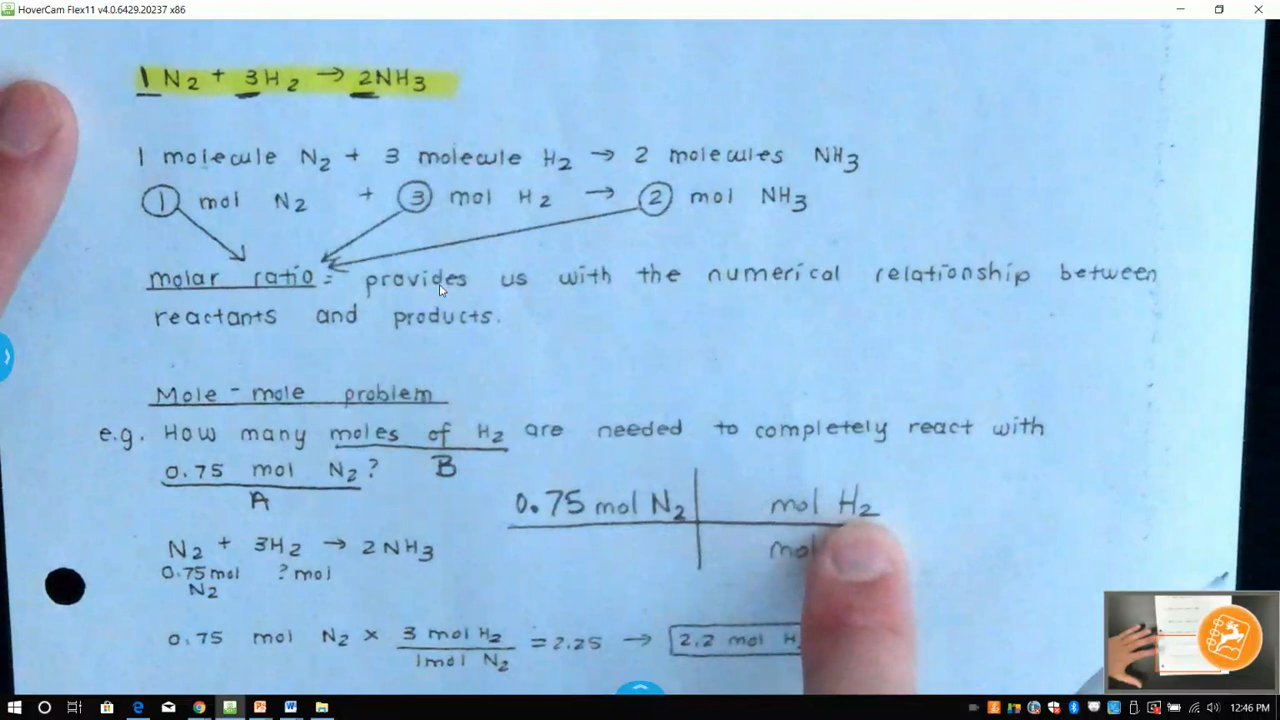 HoverCam Flex11 v4.0.6429.20237 x86
1 N₂ + 3H₂ → 2NH₃
1 molecule N₂ + 3 molecule H₂ → 2 molecules NH₃
1 mol N₂ + 3 mol H₂ → 2 mol NH₃
molar ratio = provides us with the numerical relationship between
reactants and products.
Mole - mole problem
e.g. How many moles of H₂ are needed to completely react with
0.75 mol N₂?
B
A
0.75 mol N₂ | mol H₂
mol
N₂ + 3H₂ → 2NH₃
0.75 mol ? mol
N₂
0.75 mol N₂ × 3 mol H₂ / 1 mol N₂ = 2.25 → 2.2 mol H
12:46 PM